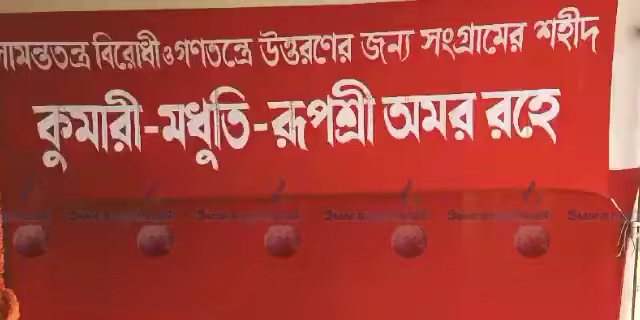 সামন্ততন্ত্র বিরোধী ও গণতন্ত্রে উত্তরণের জন্য সংগ্রামের শহীদ
কুমারী-মধুতি-রূপশ্রী অমর রহে